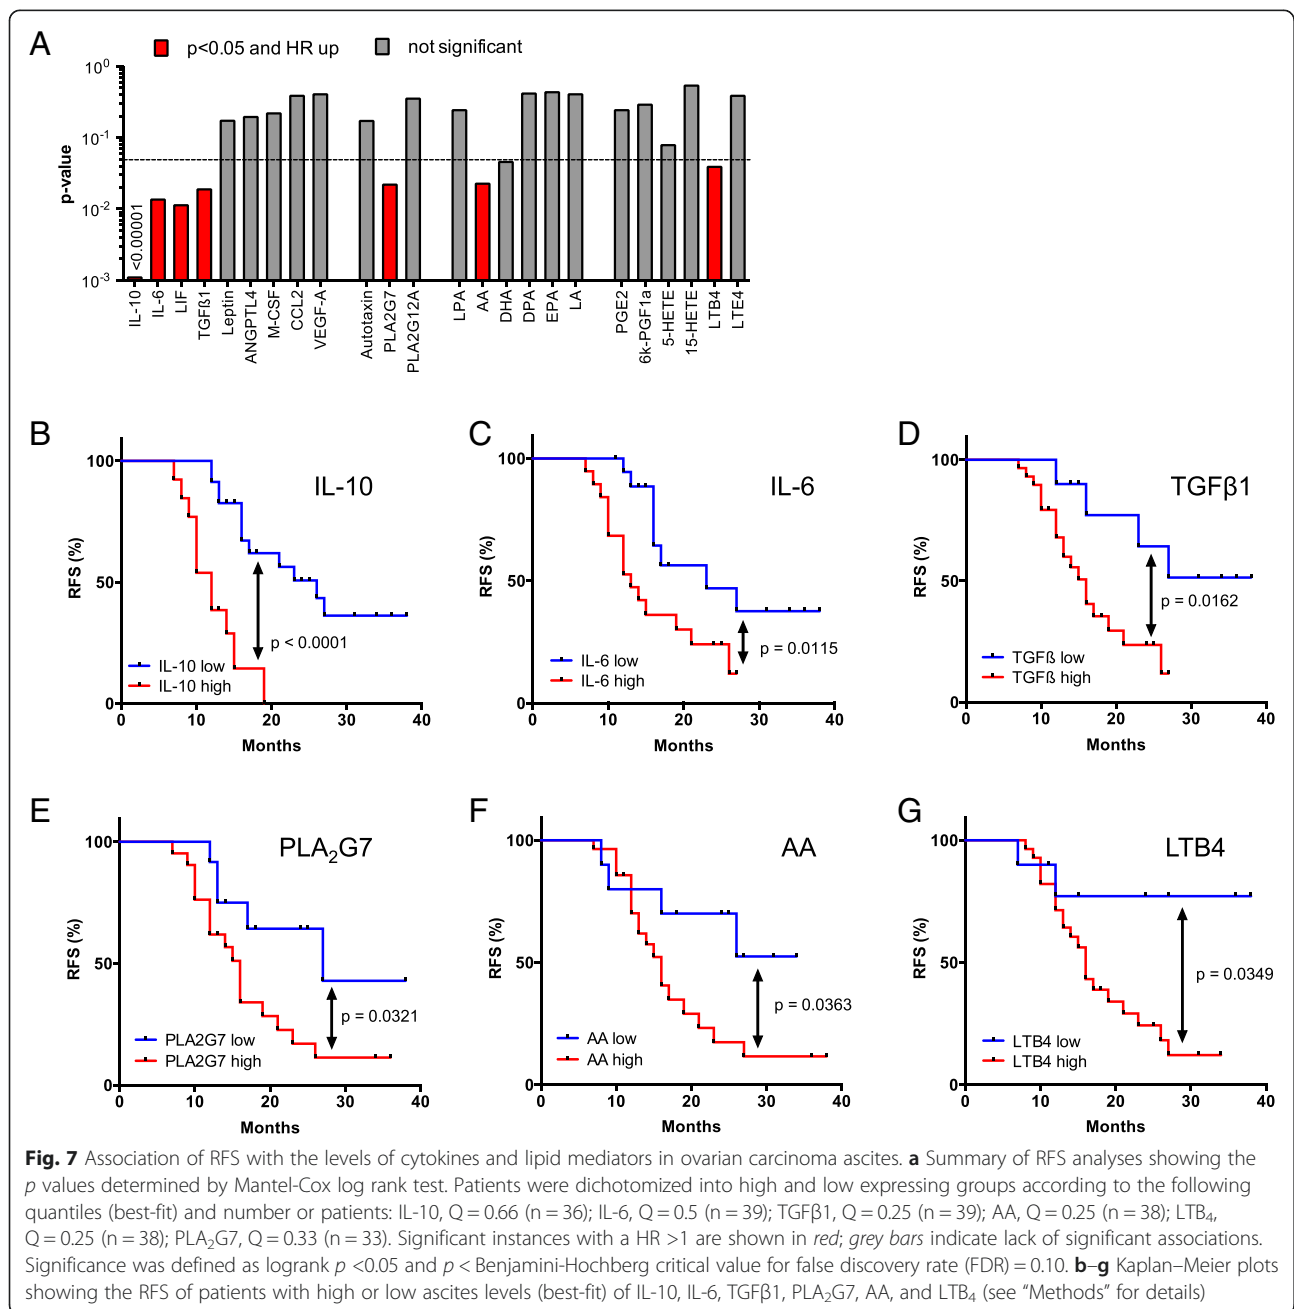 A
p<0.05 and HR up
not significant
p-value
10⁰
10⁻¹
10⁻²
10⁻³
<0.00001
IL-10
IL-6
LIF
TGFß1
Leptin
ANGPTL4
M-CSF
CCL2
VEGF-A
Autotaxin
PLA2G7
PLA2G12A
LPA
AA
DHA
DPA
EPA
LA
PGE2
6k-PGF1a
5-HETE
15-HETE
LTB4
LTE4
B
IL-10
RFS (%)
100
50
0
p < 0.0001
IL-10 low
IL-10 high
0 10 20 30 40
Months
C
IL-6
RFS (%)
100
50
0
p = 0.0115
IL-6 low
IL-6 high
0 10 20 30 40
Months
D
TGFβ1
RFS (%)
100
50
0
p = 0.0162
TGFß low
TGFß high
0 10 20 30 40
Months
E
PLA₂G7
RFS (%)
100
50
0
p = 0.0321
PLA2G7 low
PLA2G7 high
0 10 20 30 40
Months
F
AA
RFS (%)
100
50
0
p = 0.0363
AA low
AA high
0 10 20 30 40
Months
G
LTB4
RFS (%)
100
50
0
p = 0.0349
LTB4 low
LTB4 high
0 10 20 30 40
Months
Fig. 7 Association of RFS with the levels of cytokines and lipid mediators in ovarian carcinoma ascites. a Summary of RFS analyses showing the
p values determined by Mantel-Cox log rank test. Patients were dichotomized into high and low expressing groups according to the following
quantiles (best-fit) and number or patients: IL-10, Q = 0.66 (n = 36); IL-6, Q = 0.5 (n = 39); TGFβ1, Q = 0.25 (n = 39); AA, Q = 0.25 (n = 38); LTB₄,
Q = 0.25 (n = 38); PLA₂G7, Q = 0.33 (n = 33). Significant instances with a HR >1 are shown in red; grey bars indicate lack of significant associations.
Significance was defined as logrank p <0.05 and p < Benjamini-Hochberg critical value for false discovery rate (FDR) = 0.10. b–g Kaplan–Meier plots
showing the RFS of patients with high or low ascites levels (best-fit) of IL-10, IL-6, TGFβ1, PLA₂G7, AA, and LTB₄ (see “Methods” for details)